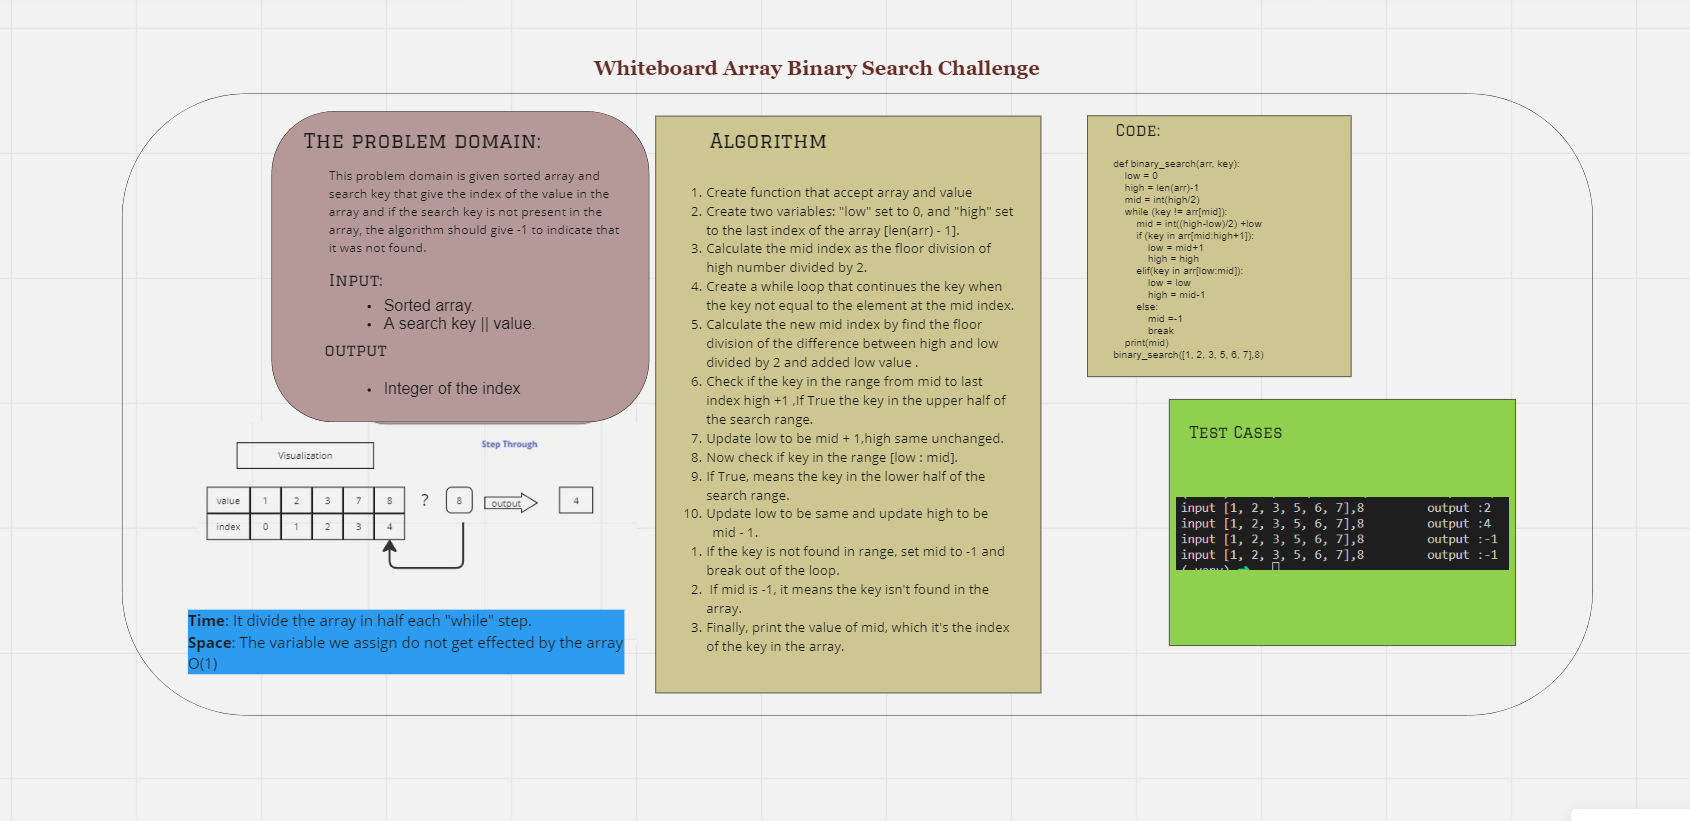 Whiteboard Array Binary Search Challenge
The problem domain:
This problem domain is given sorted array and
search key that give the index of the value in the
array and if the search key is not present in the
array, the algorithm should give -1 to indicate that
it was not found.
Input:
• Sorted array.
• A search key || value.
output
• Integer of the index
Step Through
Visualization
value 1 2 3 7 8 ? 8 output 4
index 0 1 2 3 4
Time: It divide the array in half each "while" step.
Space: The variable we assign do not get effected by the array
O(1)
Algorithm
1. Create function that accept array and value
2. Create two variables: "low" set to 0, and "high" set
to the last index of the array [len(arr) - 1].
3. Calculate the mid index as the floor division of
high number divided by 2.
4. Create a while loop that continues the key when
the key not equal to the element at the mid index.
5. Calculate the new mid index by find the floor
division of the difference between high and low
divided by 2 and added low value .
6. Check if the key in the range from mid to last
index high +1 ,If True the key in the upper half of
the search range.
7. Update low to be mid + 1,high same unchanged.
8. Now check if key in the range [low : mid].
9. If True, means the key in the lower half of the
search range.
10. Update low to be same and update high to be
mid - 1.
1. If the key is not found in range, set mid to -1 and
break out of the loop.
2. If mid is -1, it means the key isn't found in the
array.
3. Finally, print the value of mid, which it's the index
of the key in the array.
Code:
def binary_search(arr, key):
low = 0
high = len(arr)-1
mid = int(high/2)
while (key != arr[mid]):
mid = int((high-low)/2) +low
if (key in arr[mid:high+1]):
low = mid+1
high = high
elif(key in arr[low:mid]):
low = low
high = mid-1
else:
mid =-1
break
print(mid)
binary_search([1, 2, 3, 5, 6, 7],8)
Test Cases
input [1, 2, 3, 5, 6, 7],8 output :2
input [1, 2, 3, 5, 6, 7],8 output :4
input [1, 2, 3, 5, 6, 7],8 output :-1
input [1, 2, 3, 5, 6, 7],8 output :-1